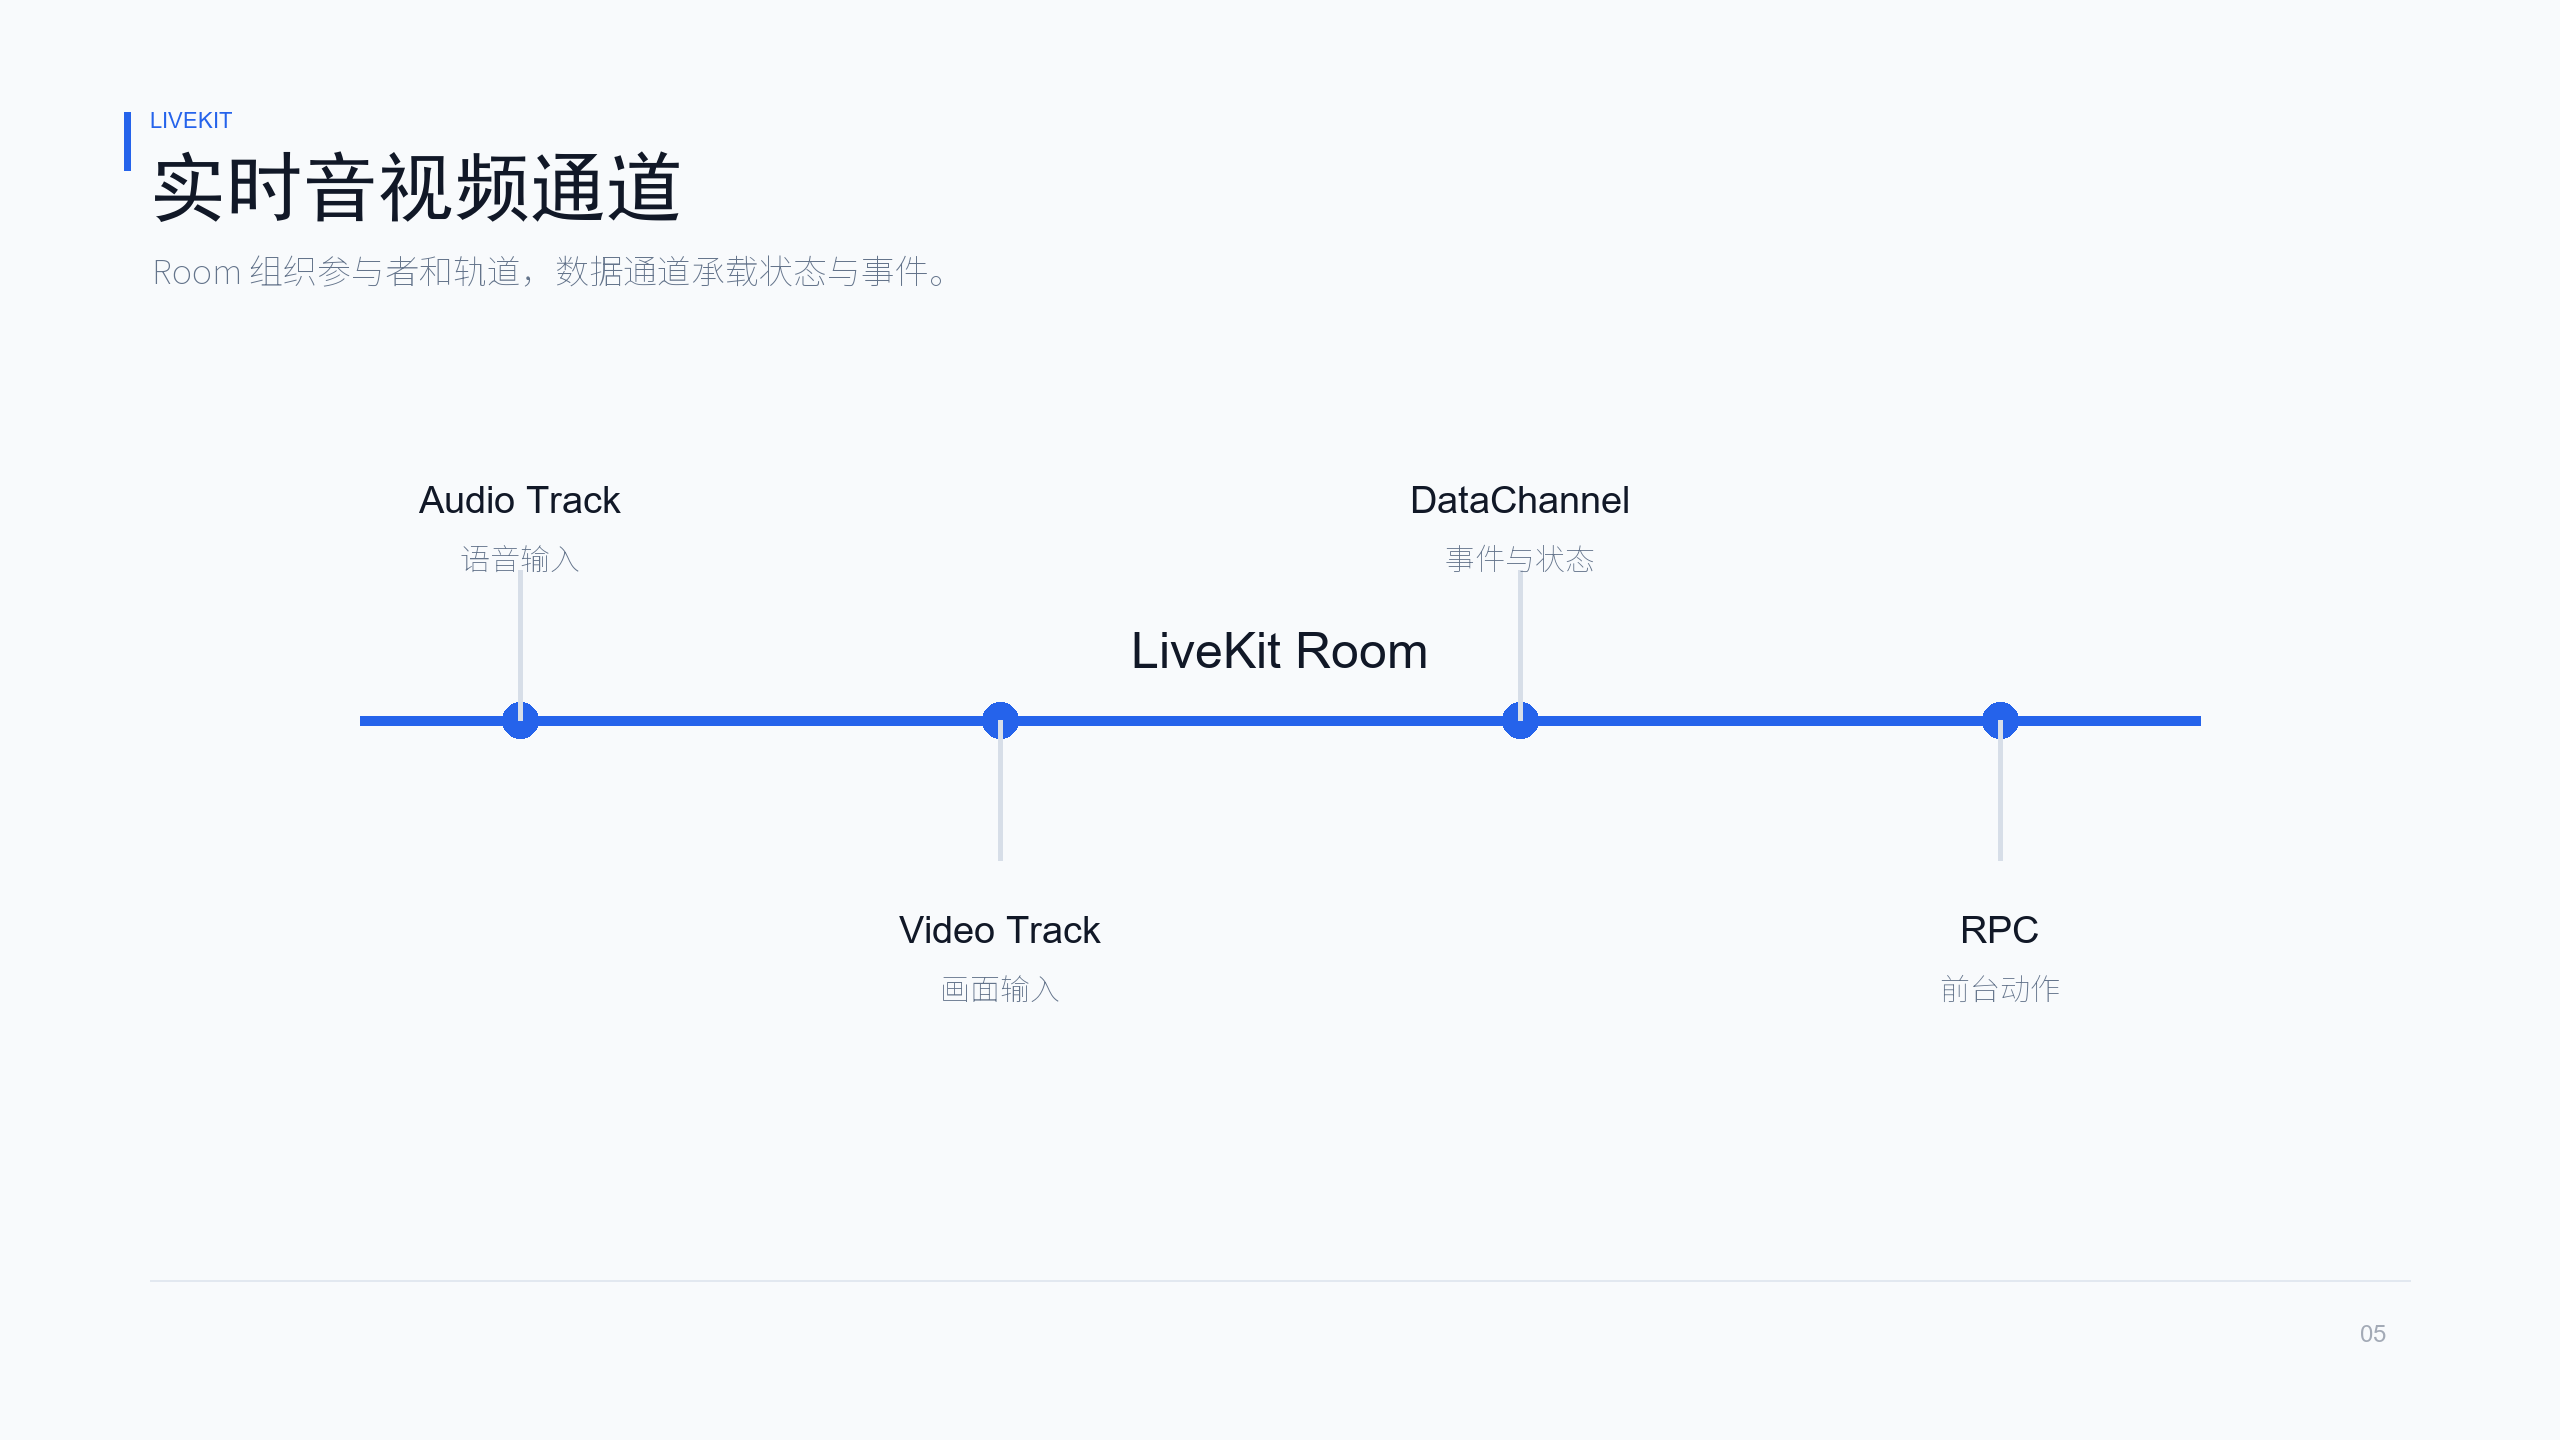 LIVEKIT
实时音视频通道
Room 组织参与者和轨道，数据通道承载状态与事件。
Audio Track
语音输入
DataChannel
事件与状态
LiveKit Room
Video Track
画面输入
RPC
前台动作
05